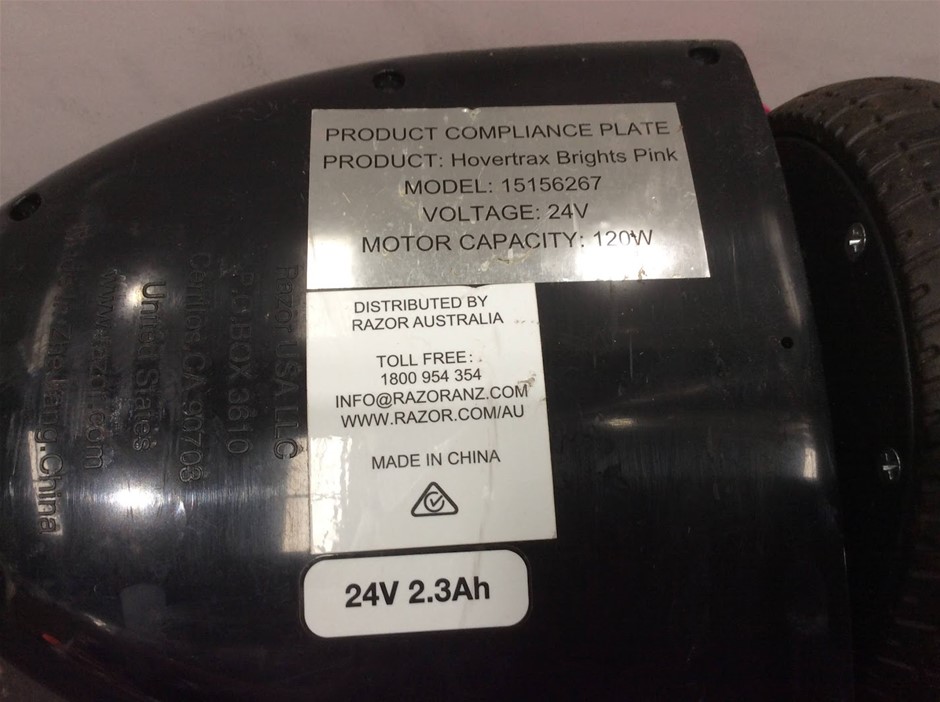 PRODUCT COMPLIANCE PLATE
PRODUCT: Hovertrax Brights Pink
MODEL: 15156267
VOLTAGE: 24V
MOTOR CAPACITY: 120W
DISTRIBUTED BY
RAZOR AUSTRALIA
TOLL FREE:
1800 954 354
INFO@RAZORANZ.COM
WWW.RAZOR.COM/AU
MADE IN CHINA
24V 2.3Ah
Razor USA LLC
P.O.BOX 3610
Cerritos,CA 90703
United States
www.razor.com
China